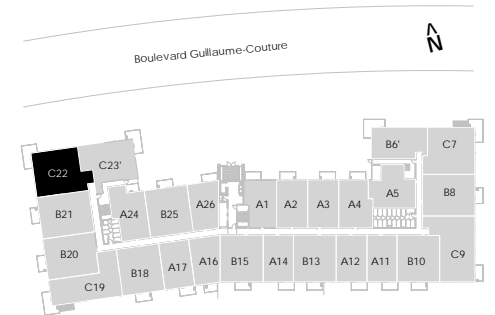 Boulevard Guillaume-Couture
N
B6'
C7
C22
C23'
A24
B25
A26
A1
A2
A3
A4
A5
B8
B21
B20
C19
B18
A17
A16
B15
A14
B13
A12
A11
B10
C9